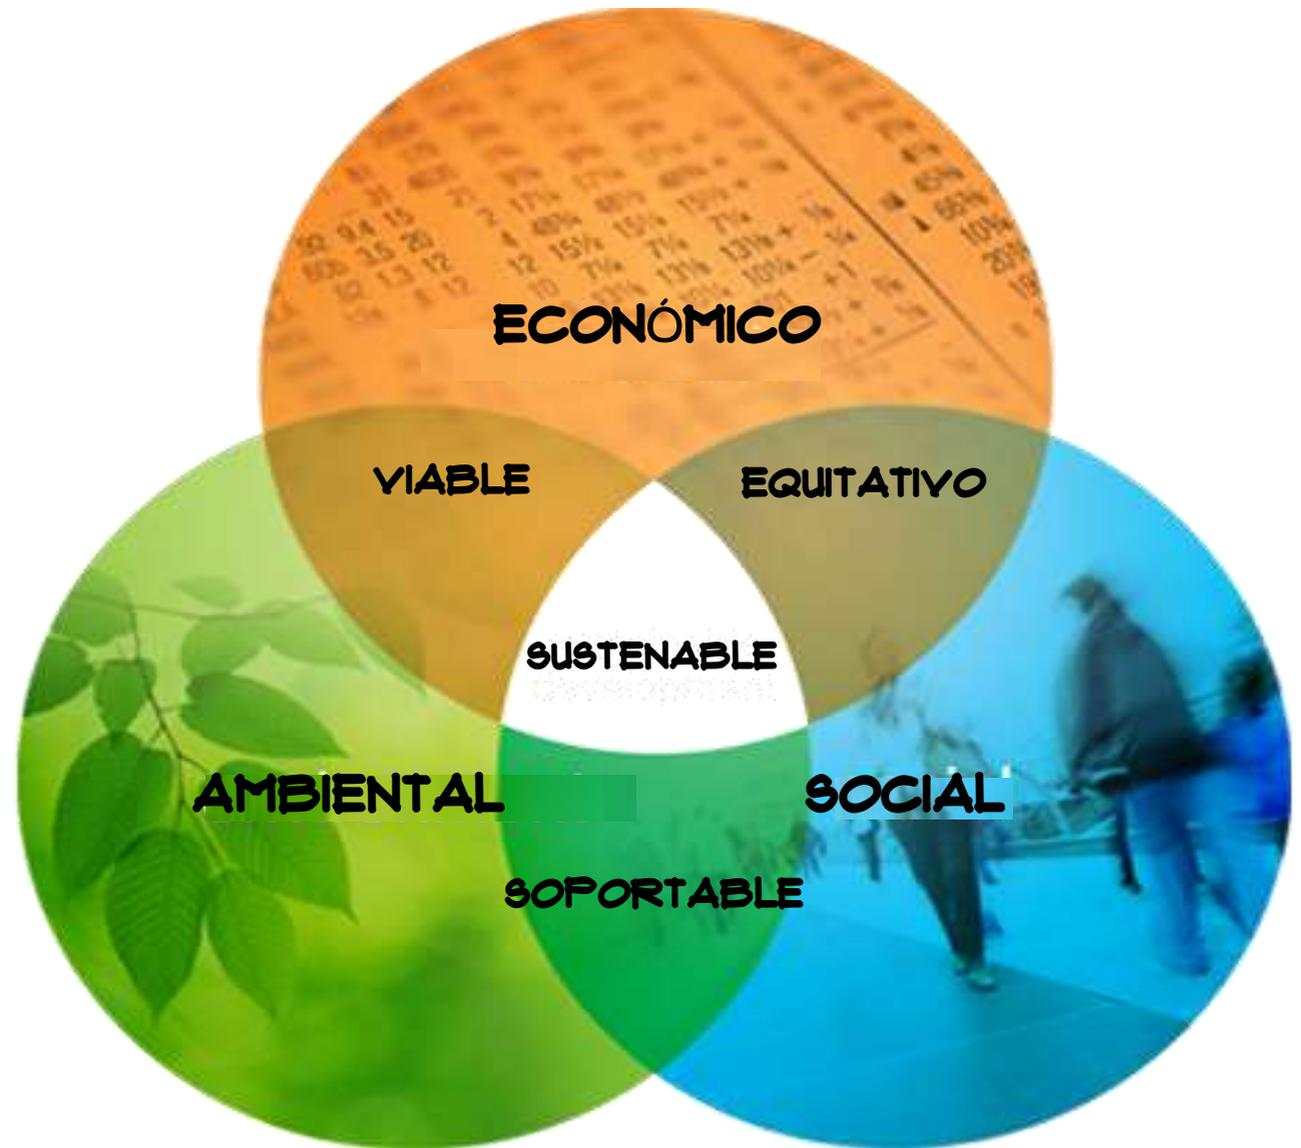 ECONÓMICO
VIABLE
EQUITATIVO
SUSTENABLE
AMBIENTAL
SOCIAL
SOPORTABLE